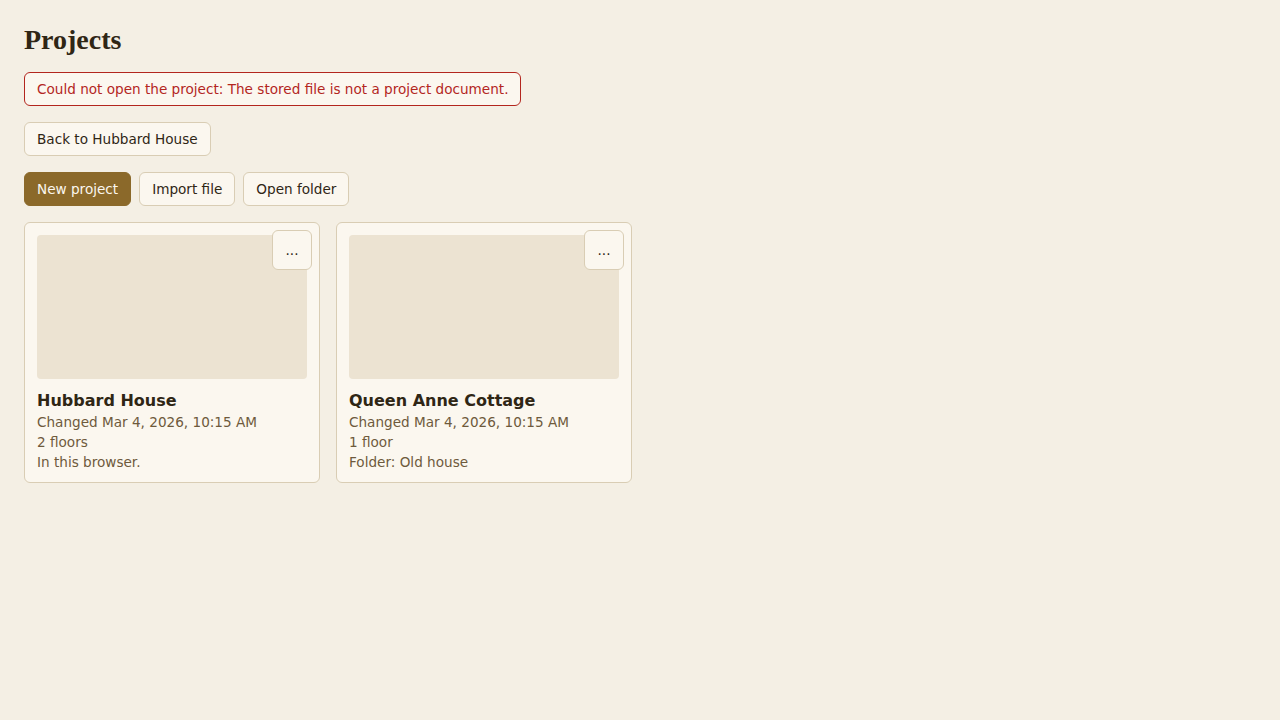 Projects
Could not open the project: The stored file is not a project document.
Back to Hubbard House
New project
Import file
Open folder
...
...
Hubbard House
Changed Mar 4, 2026, 10:15 AM
2 floors
In this browser.
Queen Anne Cottage
Changed Mar 4, 2026, 10:15 AM
1 floor
Folder: Old house